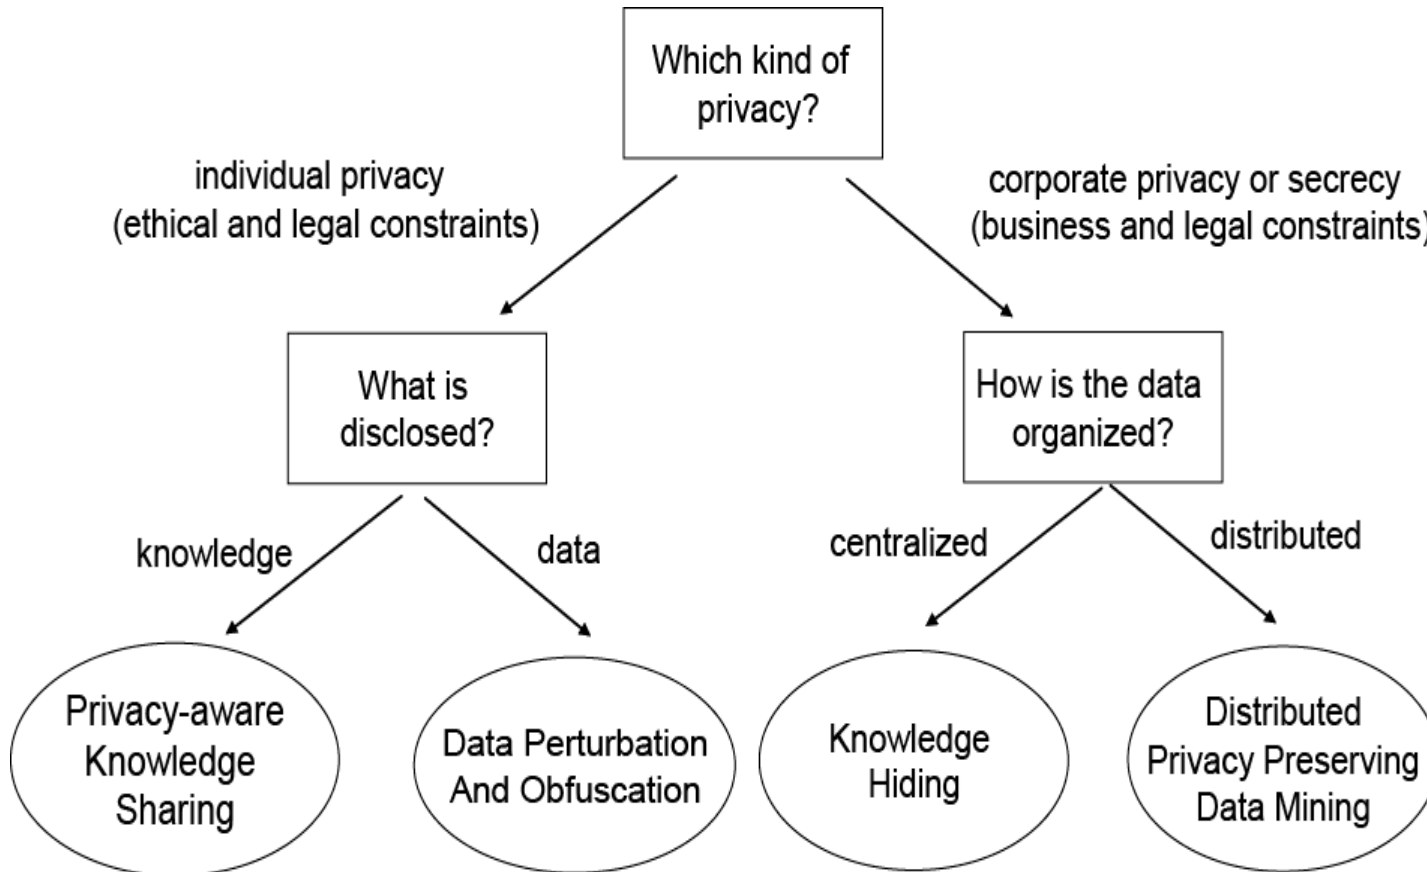 Which kind of
privacy?
individual privacy
(ethical and legal constraints)
corporate privacy or secrecy
(business and legal constraints)
What is
disclosed?
How is the data
organized?
knowledge
data
centralized
distributed
Privacy-aware
Knowledge
Sharing
Data Perturbation
And Obfuscation
Knowledge
Hiding
Distributed
Privacy Preserving
Data Mining